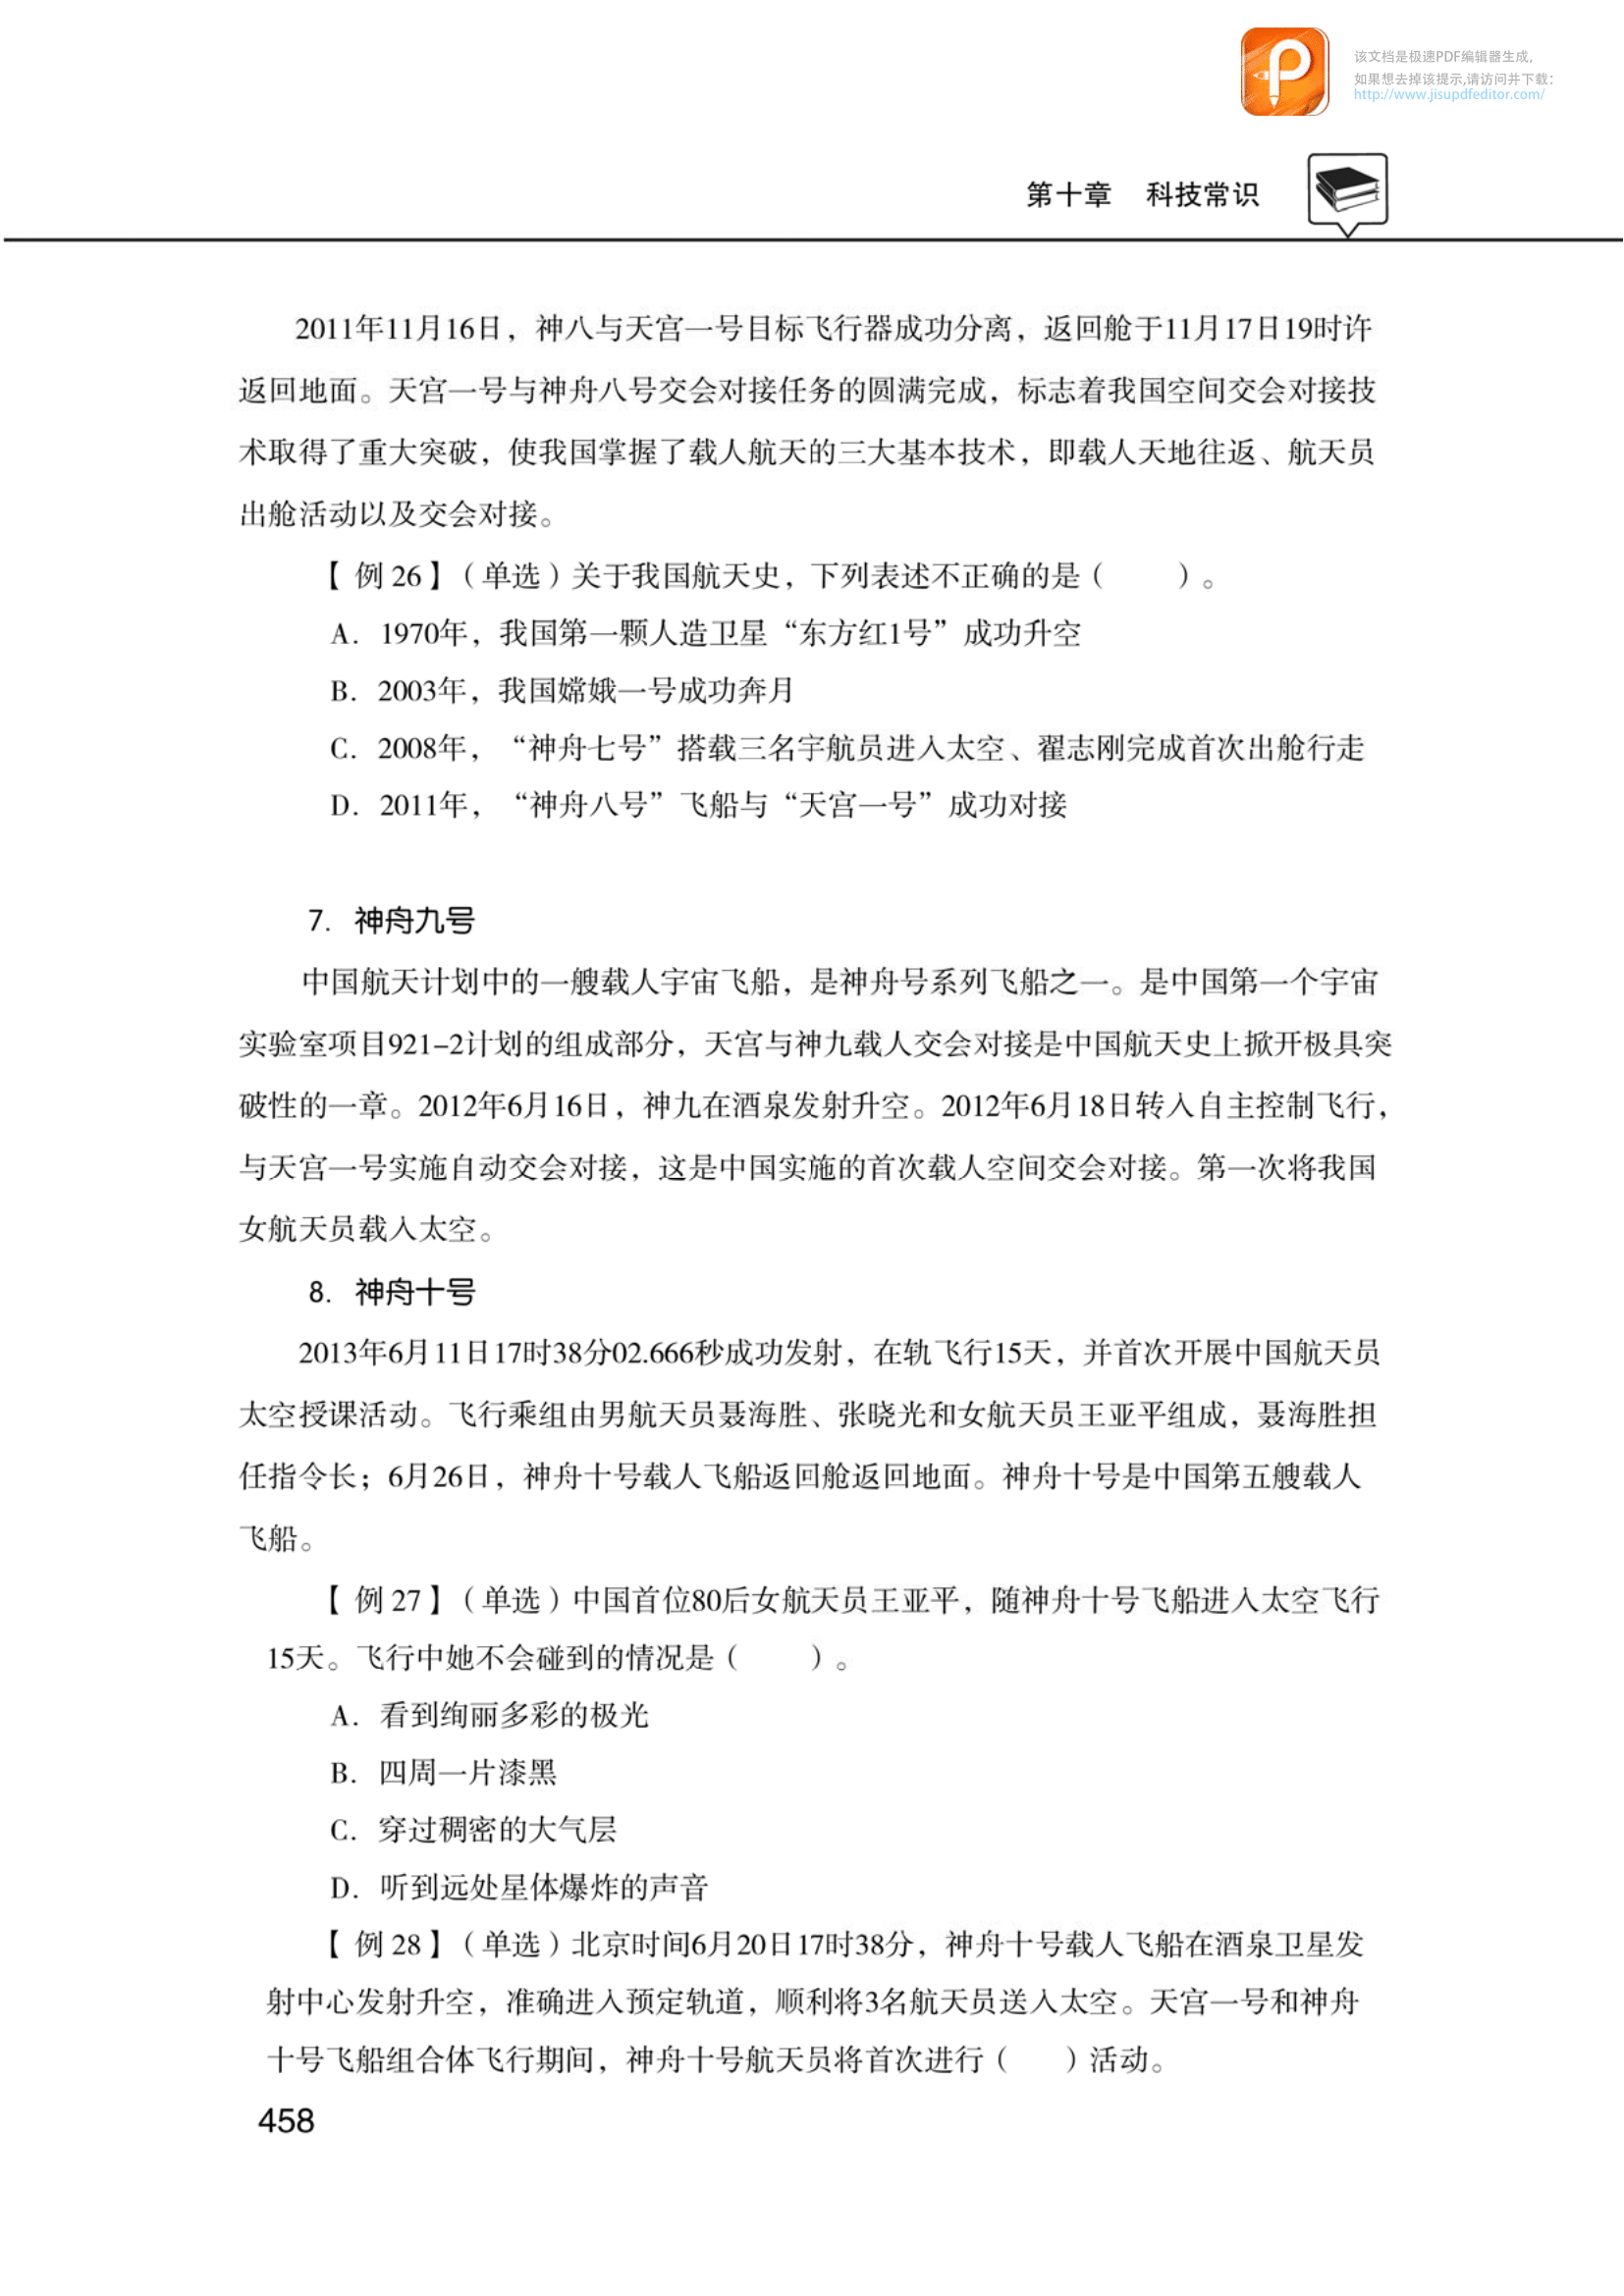 该文档是极速PDF编辑器生成,
如果想去掉该提示,请访问并下载:
http://www.jisupdfeditor.com/
第十章 科技常识
2011年11月16日，神八与天宫一号目标飞行器成功分离，返回舱于11月17日19时许
返回地面。天宫一号与神舟八号交会对接任务的圆满完成，标志着我国空间交会对接技
术取得了重大突破，使我国掌握了载人航天的三大基本技术，即载人天地往返、航天员
出舱活动以及交会对接。
【 例 26】（单选）关于我国航天史，下列表述不正确的是（ ）。
A．1970年，我国第一颗人造卫星“东方红1号”成功升空
B．2003年，我国嫦娥一号成功奔月
C．2008年，“神舟七号”搭载三名宇航员进入太空、翟志刚完成首次出舱行走
D．2011年，“神舟八号”飞船与“天宫一号”成功对接
7. 神舟九号
中国航天计划中的一艘载人宇宙飞船，是神舟号系列飞船之一。是中国第一个宇宙
实验室项目921-2计划的组成部分，天宫与神九载人交会对接是中国航天史上掀开极具突
破性的一章。2012年6月16日，神九在酒泉发射升空。2012年6月18日转入自主控制飞行，
与天宫一号实施自动交会对接，这是中国实施的首次载人空间交会对接。第一次将我国
女航天员载入太空。
8. 神舟十号
2013年6月11日17时38分02.666秒成功发射，在轨飞行15天，并首次开展中国航天员
太空授课活动。飞行乘组由男航天员聂海胜、张晓光和女航天员王亚平组成，聂海胜担
任指令长；6月26日，神舟十号载人飞船返回舱返回地面。神舟十号是中国第五艘载人
飞船。
【 例 27】（单选）中国首位80后女航天员王亚平，随神舟十号飞船进入太空飞行
15天。飞行中她不会碰到的情况是（ ）。
A．看到绚丽多彩的极光
B．四周一片漆黑
C．穿过稠密的大气层
D．听到远处星体爆炸的声音
【 例 28】（单选）北京时间6月20日17时38分，神舟十号载人飞船在酒泉卫星发
射中心发射升空，准确进入预定轨道，顺利将3名航天员送入太空。天宫一号和神舟
十号飞船组合体飞行期间，神舟十号航天员将首次进行（ ）活动。
458